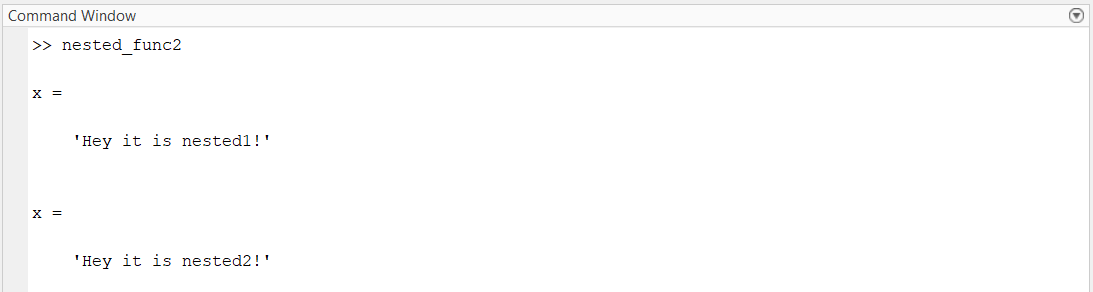 Command Window
>> nested_func2
x =
'Hey it is nested1!'
x =
'Hey it is nested2!'